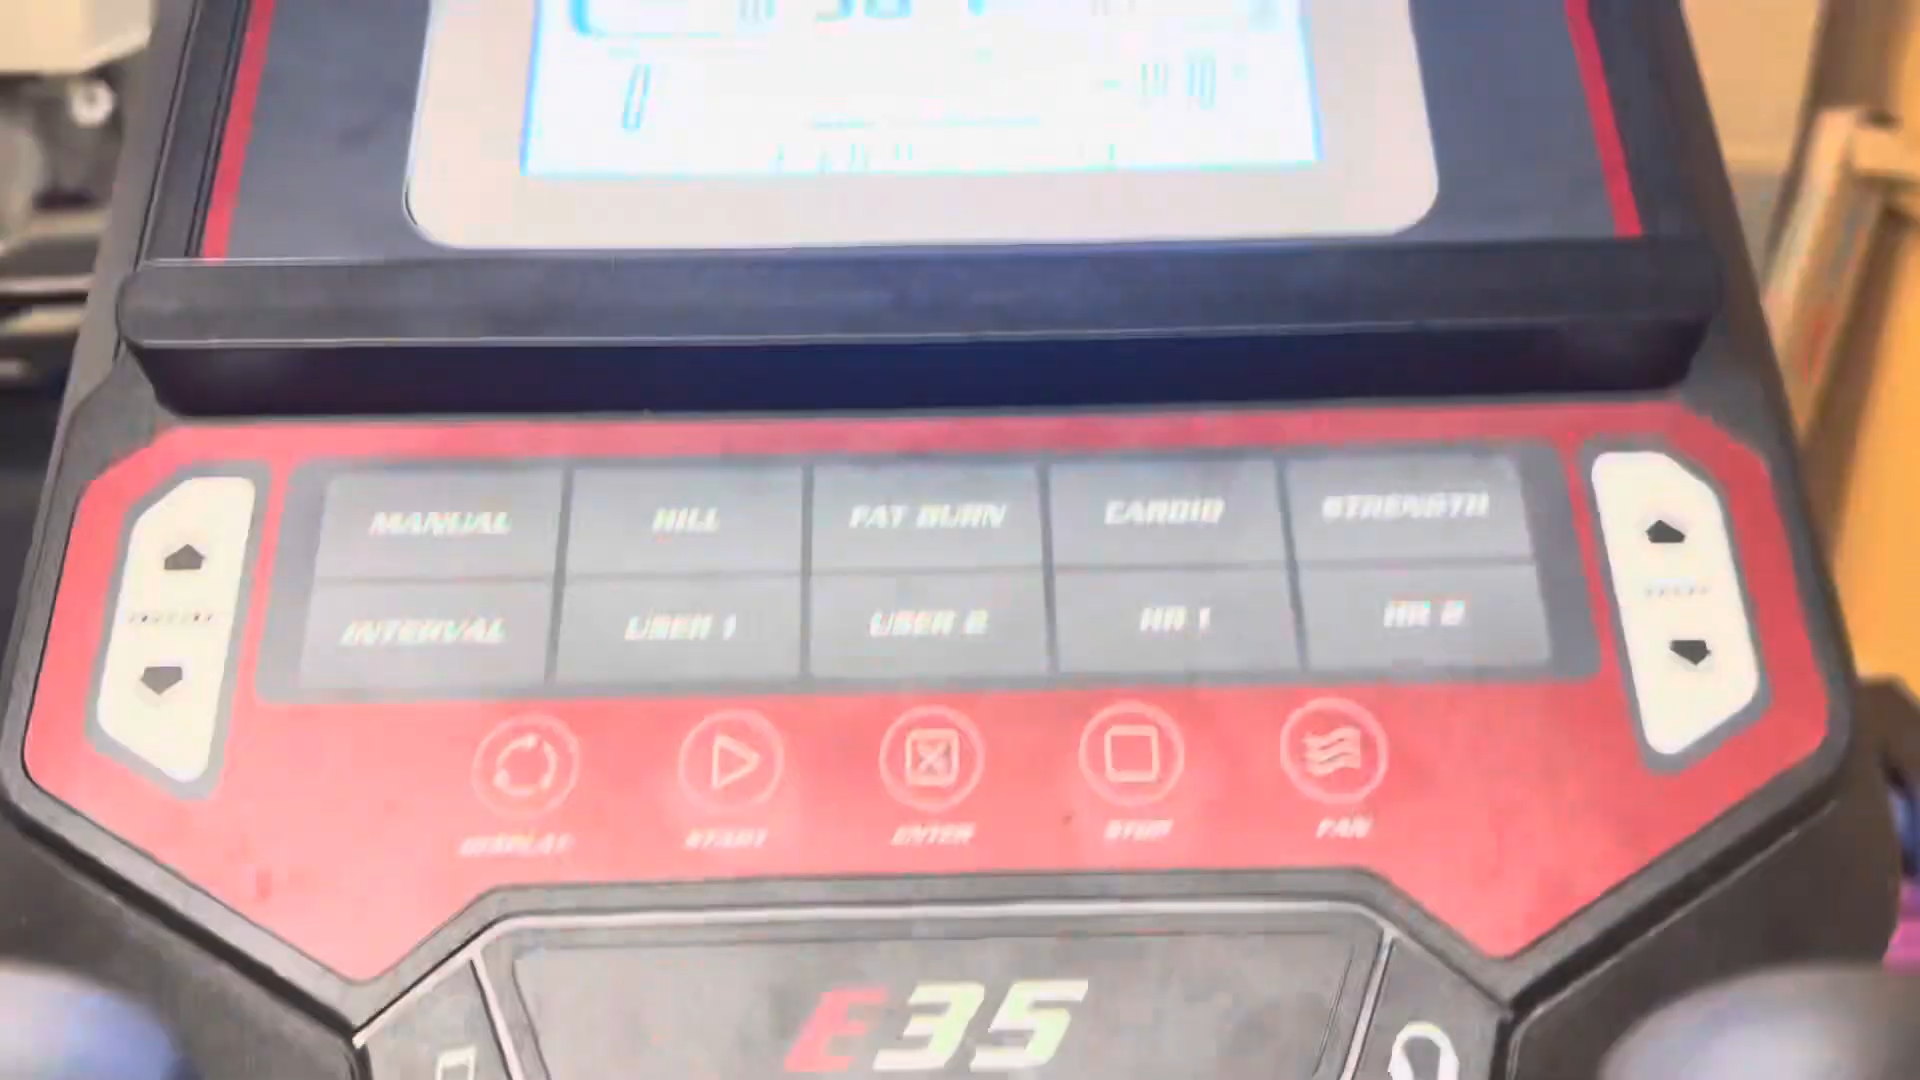 MANUAL HILL FAT BURN CARDIO STRENGTH
INTERVAL USER 1 USER 2 HR 1 HR 2
DISPLAY START ENTER STOP FAN
E35